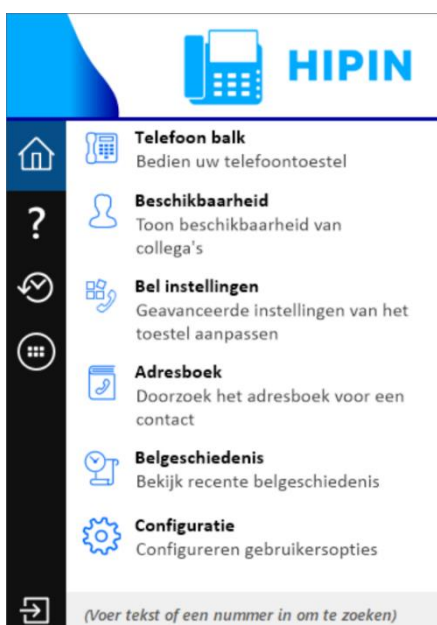 HIPIN
Telefoon balk
Bedien uw telefoontoestel
Beschikbaarheid
Toon beschikbaarheid van
collega's
Bel instellingen
Geavanceerde instellingen van het
toestel aanpassen
Adresboek
Doorzoek het adresboek voor een
contact
Belgeschiedenis
Bekijk recente belgeschiedenis
Configuratie
Configureren gebruikersopties
(Voer tekst of een nummer in om te zoeken)